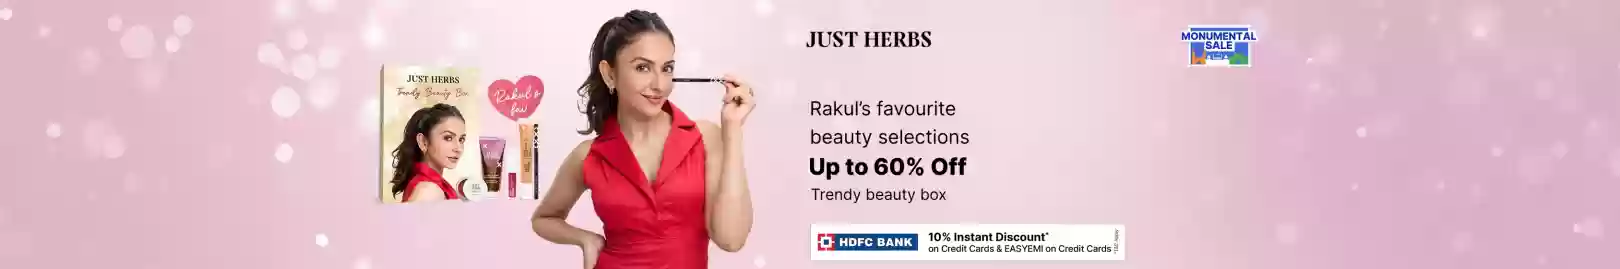 JUST HERBS
Trendy Beauty Box
Rakul's
fav
JUST HERBS
Rakul's favourite
beauty selections
Up to 60% Off
Trendy beauty box
HDFC BANK
10% Instant Discount*
on Credit Cards & EASYEMI on Credit Cards
MONUMENTAL
SALE